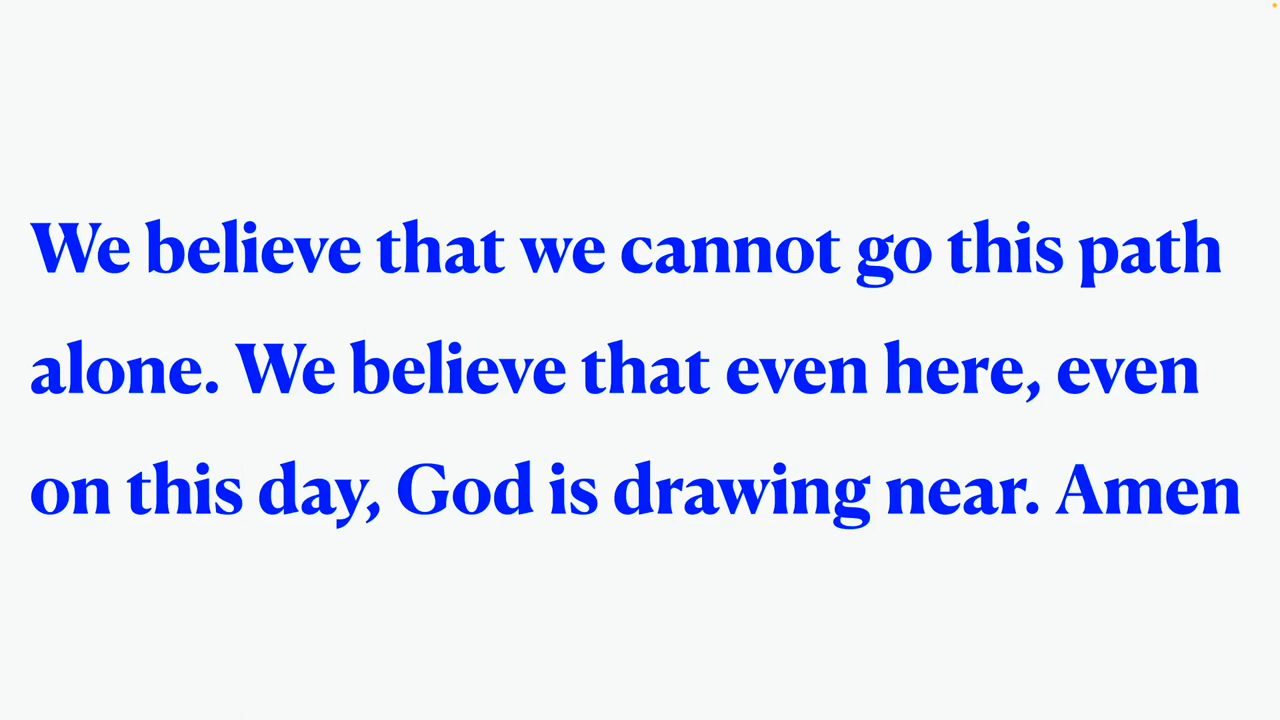 We believe that we cannot go this path
alone. We believe that even here, even
on this day, God is drawing near. Amen